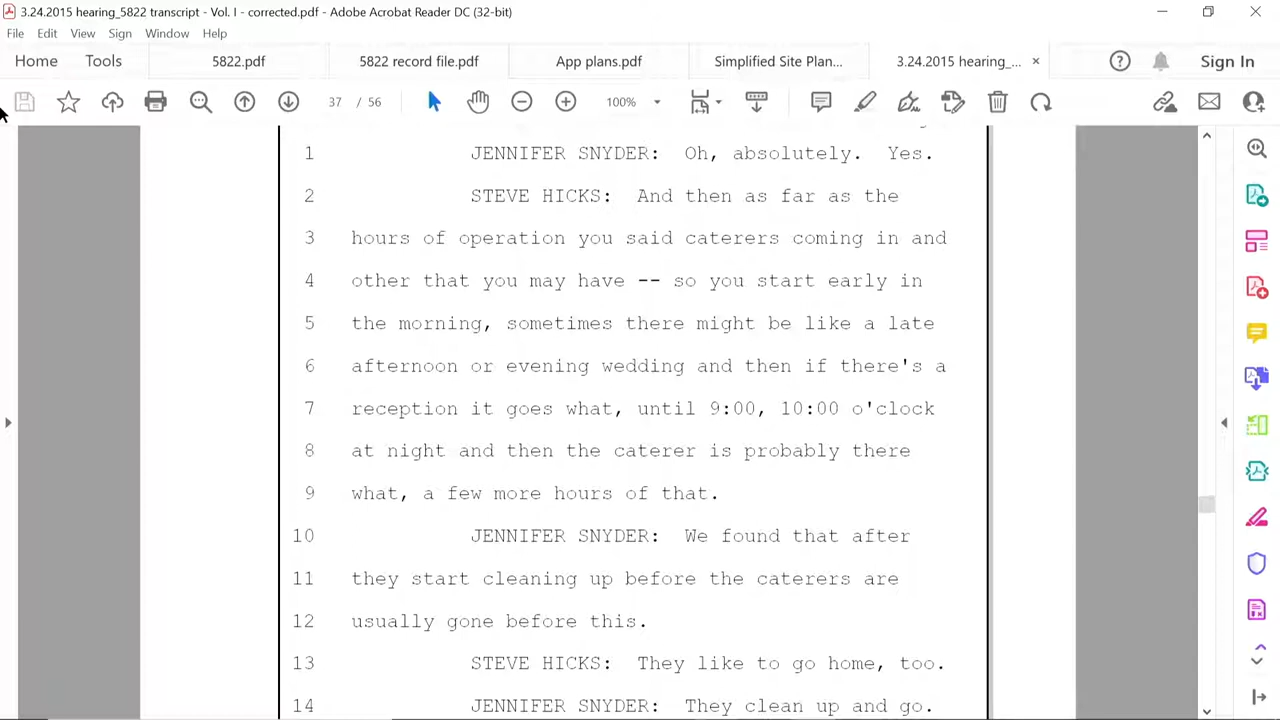 3.24.2015 hearing_5822 transcript - Vol. I - corrected.pdf - Adobe Acrobat Reader DC (32-bit)
File Edit View Sign Window Help
Home Tools 5822.pdf 5822 record file.pdf App plans.pdf Simplified Site Plan... 3.24.2015 hearing_... × Sign In
37 / 56 100%
1 JENNIFER SNYDER: Oh, absolutely. Yes.
2 STEVE HICKS: And then as far as the
3 hours of operation you said caterers coming in and
4 other that you may have -- so you start early in
5 the morning, sometimes there might be like a late
6 afternoon or evening wedding and then if there's a
7 reception it goes what, until 9:00, 10:00 o'clock
8 at night and then the caterer is probably there
9 what, a few more hours of that.
10 JENNIFER SNYDER: We found that after
11 they start cleaning up before the caterers are
12 usually gone before this.
13 STEVE HICKS: They like to go home, too.
14 JENNIFER SNYDER: They clean up and go.